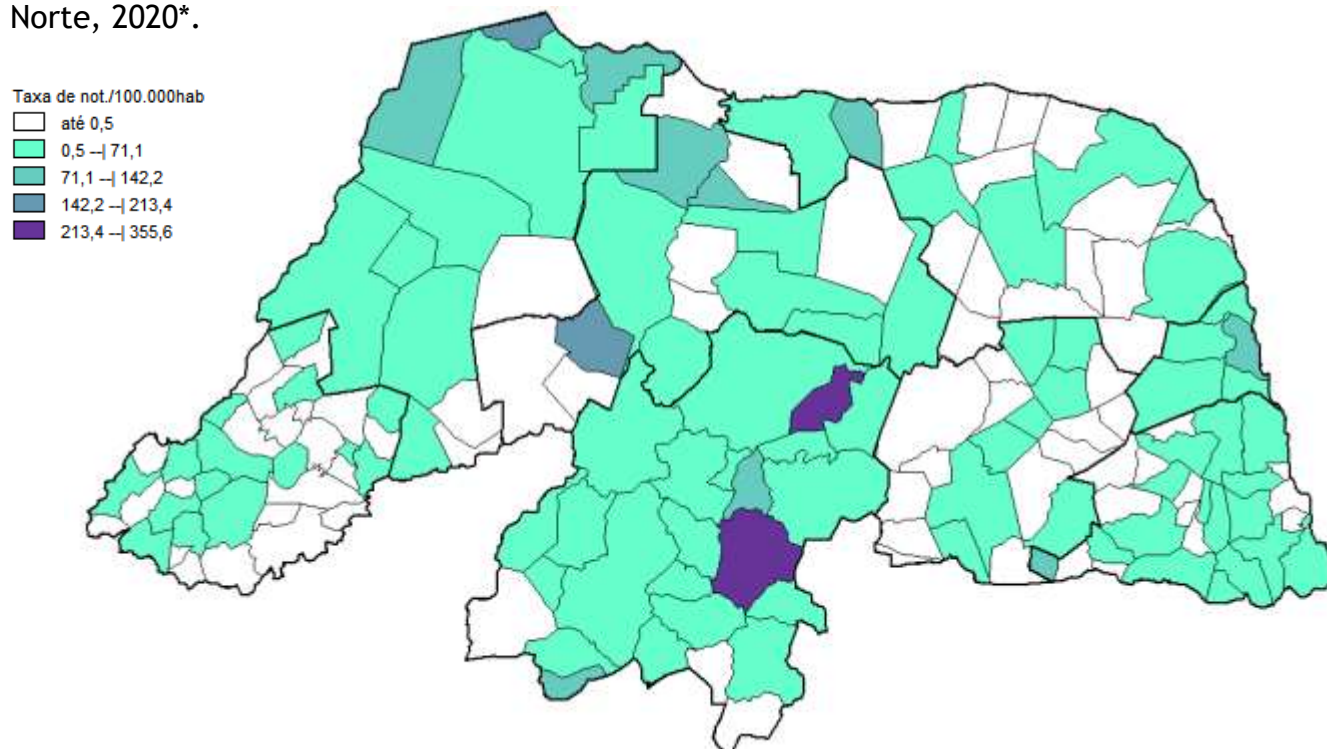 Norte, 2020*.
Taxa de not./100.000hab
até 0,5
0,5 --| 71,1
71,1 --| 142,2
142,2 --| 213,4
213,4 --| 355,6